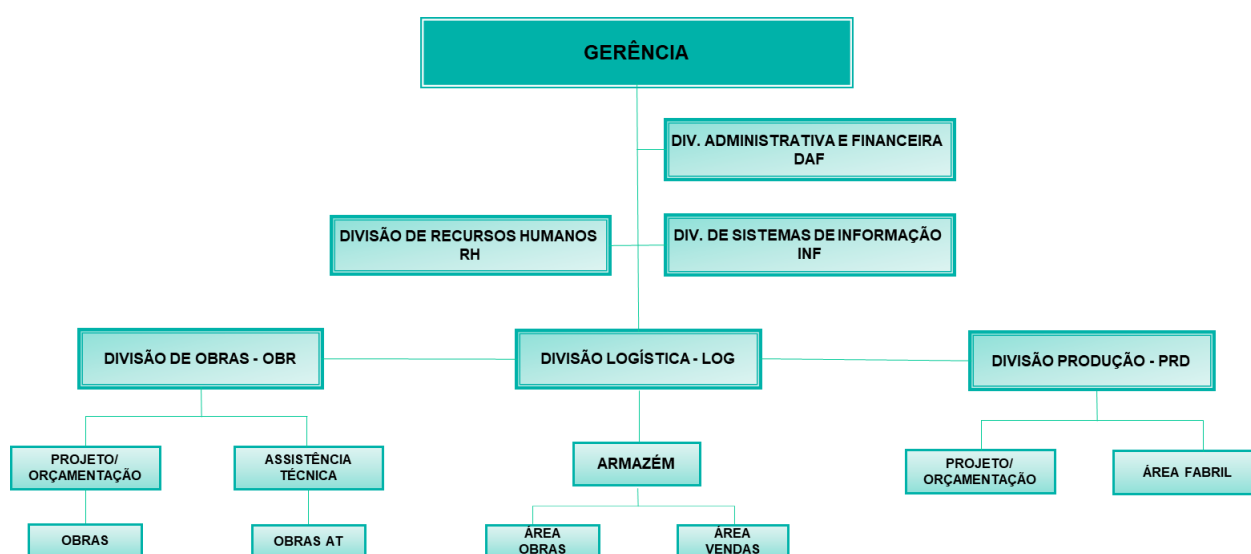 GERÊNCIA
DIV. ADMINISTRATIVA E FINANCEIRA
DAF
DIVISÃO DE RECURSOS HUMANOS
RH
DIV. DE SISTEMAS DE INFORMAÇÃO
INF
DIVISÃO DE OBRAS - OBR
DIVISÃO LOGÍSTICA - LOG
DIVISÃO PRODUÇÃO - PRD
PROJETO/
ORÇAMENTAÇÃO
ASSISTÊNCIA
TÉCNICA
ARMAZÉM
PROJETO/
ORÇAMENTAÇÃO
ÁREA FABRIL
OBRAS
OBRAS AT
ÁREA
OBRAS
ÁREA
VENDAS